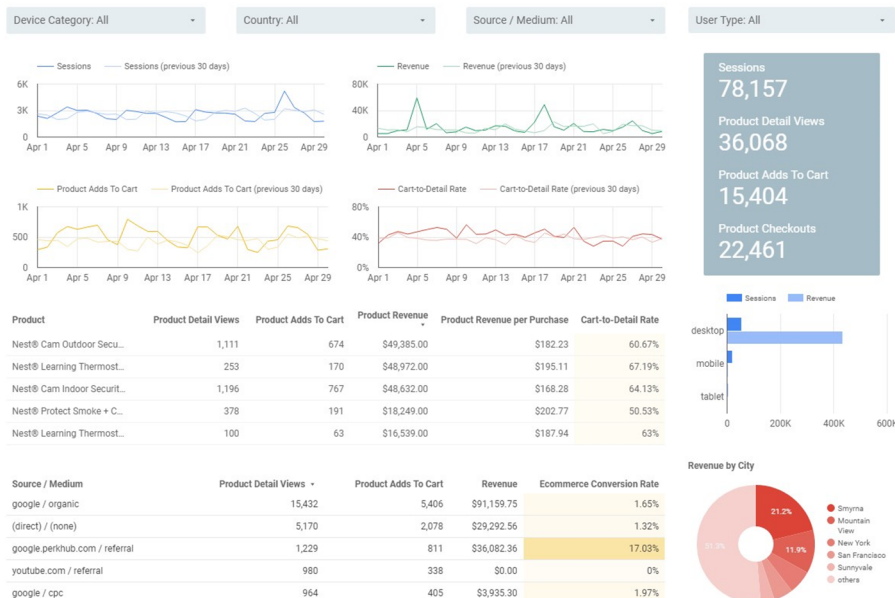 Device Category: All
Country: All
Source / Medium: All
User Type: All
Sessions
Sessions (previous 30 days)
6K
3K
0
Apr 1 Apr 5 Apr 9 Apr 13 Apr 17 Apr 21 Apr 25 Apr 29
Revenue
Revenue (previous 30 days)
80K
40K
0
Apr 1 Apr 5 Apr 9 Apr 13 Apr 17 Apr 21 Apr 25 Apr 29
Sessions
78,157
Product Detail Views
36,068
Product Adds To Cart
15,404
Product Checkouts
22,461
Product Adds To Cart
Product Adds To Cart (previous 30 days)
1K
500
0
Apr 1 Apr 5 Apr 9 Apr 13 Apr 17 Apr 21 Apr 25 Apr 29
Cart-to-Detail Rate
Cart-to-Detail Rate (previous 30 days)
80%
40%
0%
Apr 1 Apr 5 Apr 9 Apr 13 Apr 17 Apr 21 Apr 25 Apr 29
Product Product Detail Views Product Adds To Cart Product Revenue Product Revenue per Purchase Cart-to-Detail Rate
Nest® Cam Outdoor Secu... 1,111 674 $49,385.00 $182.23 60.67%
Nest® Learning Thermost... 253 170 $48,972.00 $195.11 67.19%
Nest® Cam Indoor Securit... 1,196 767 $48,632.00 $168.28 64.13%
Nest® Protect Smoke + C... 378 191 $18,249.00 $202.77 50.53%
Nest® Learning Thermost... 100 63 $16,539.00 $187.94 63%
Sessions Revenue
desktop
mobile
tablet
0 200K 400K 600K
Source / Medium Product Detail Views Product Adds To Cart Revenue Ecommerce Conversion Rate
google / organic 15,432 5,406 $91,159.75 1.65%
(direct) / (none) 5,170 2,078 $29,292.56 1.32%
google.perkhub.com / referral 1,229 811 $36,082.36 17.03%
youtube.com / referral 980 338 $0.00 0%
google / cpc 964 405 $3,935.30 1.97%
Revenue by City
21.2%
11.9%
Smyrna
Mountain
View
New York
San Francisco
Sunnyvale
others